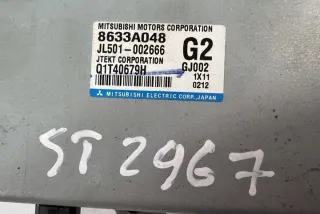 MITSUBISHI MOTORS CORPORATION
8633A048 G2
JL501-002666
JTEKT CORPORATION GJ002
Q1T40679H 1X11
0212
MITSUBISHI ELECTRIC CORP. JAPAN
ST2967